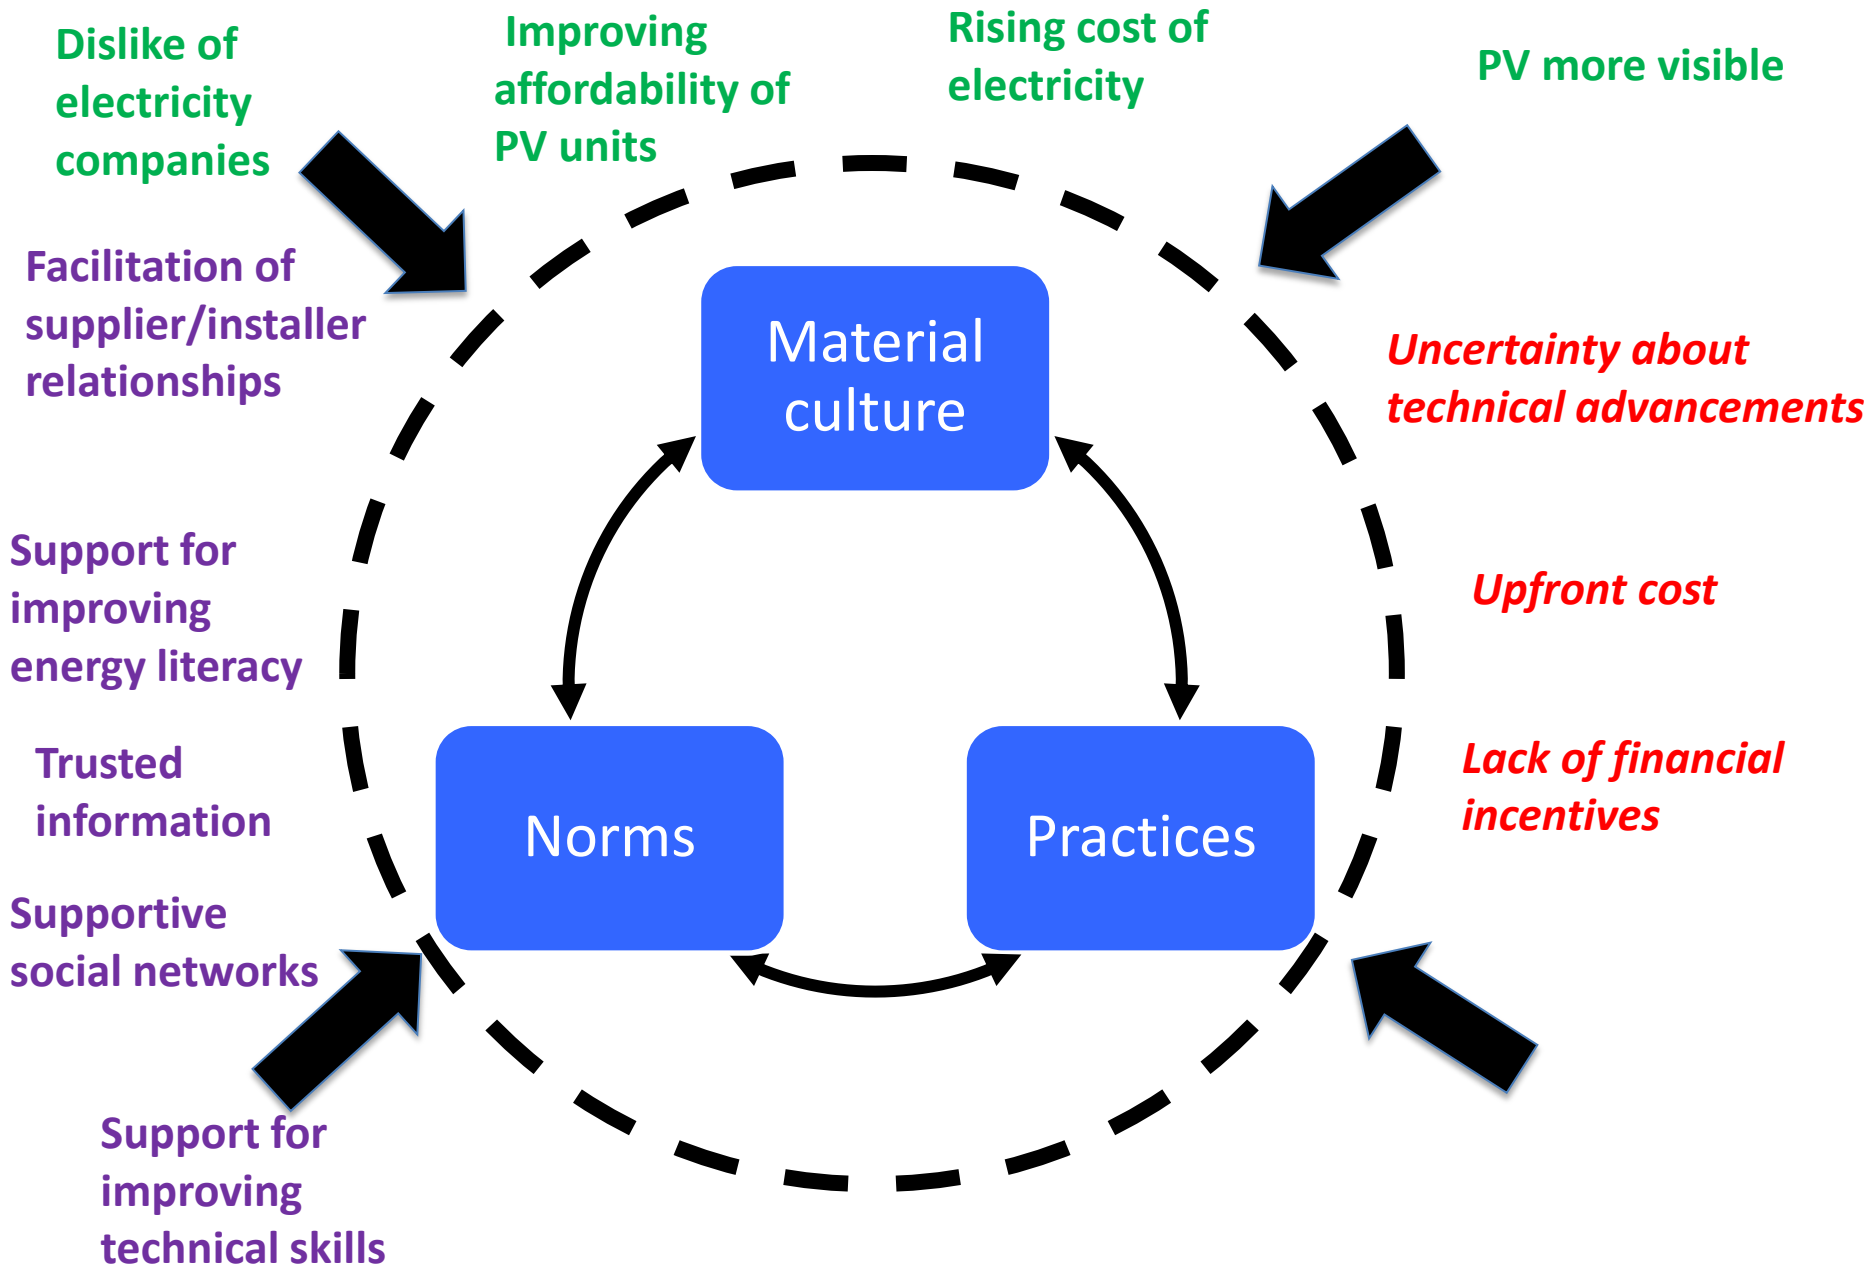 Dislike of
electricity
companies
Improving
affordability of
PV units
Rising cost of
electricity
PV more visible
Facilitation of
supplier/installer
relationships
Material
culture
Uncertainty about
technical advancements
Support for
improving
energy literacy
Upfront cost
Trusted
information
Norms
Practices
Lack of financial
incentives
Supportive
social networks
Support for
improving
technical skills